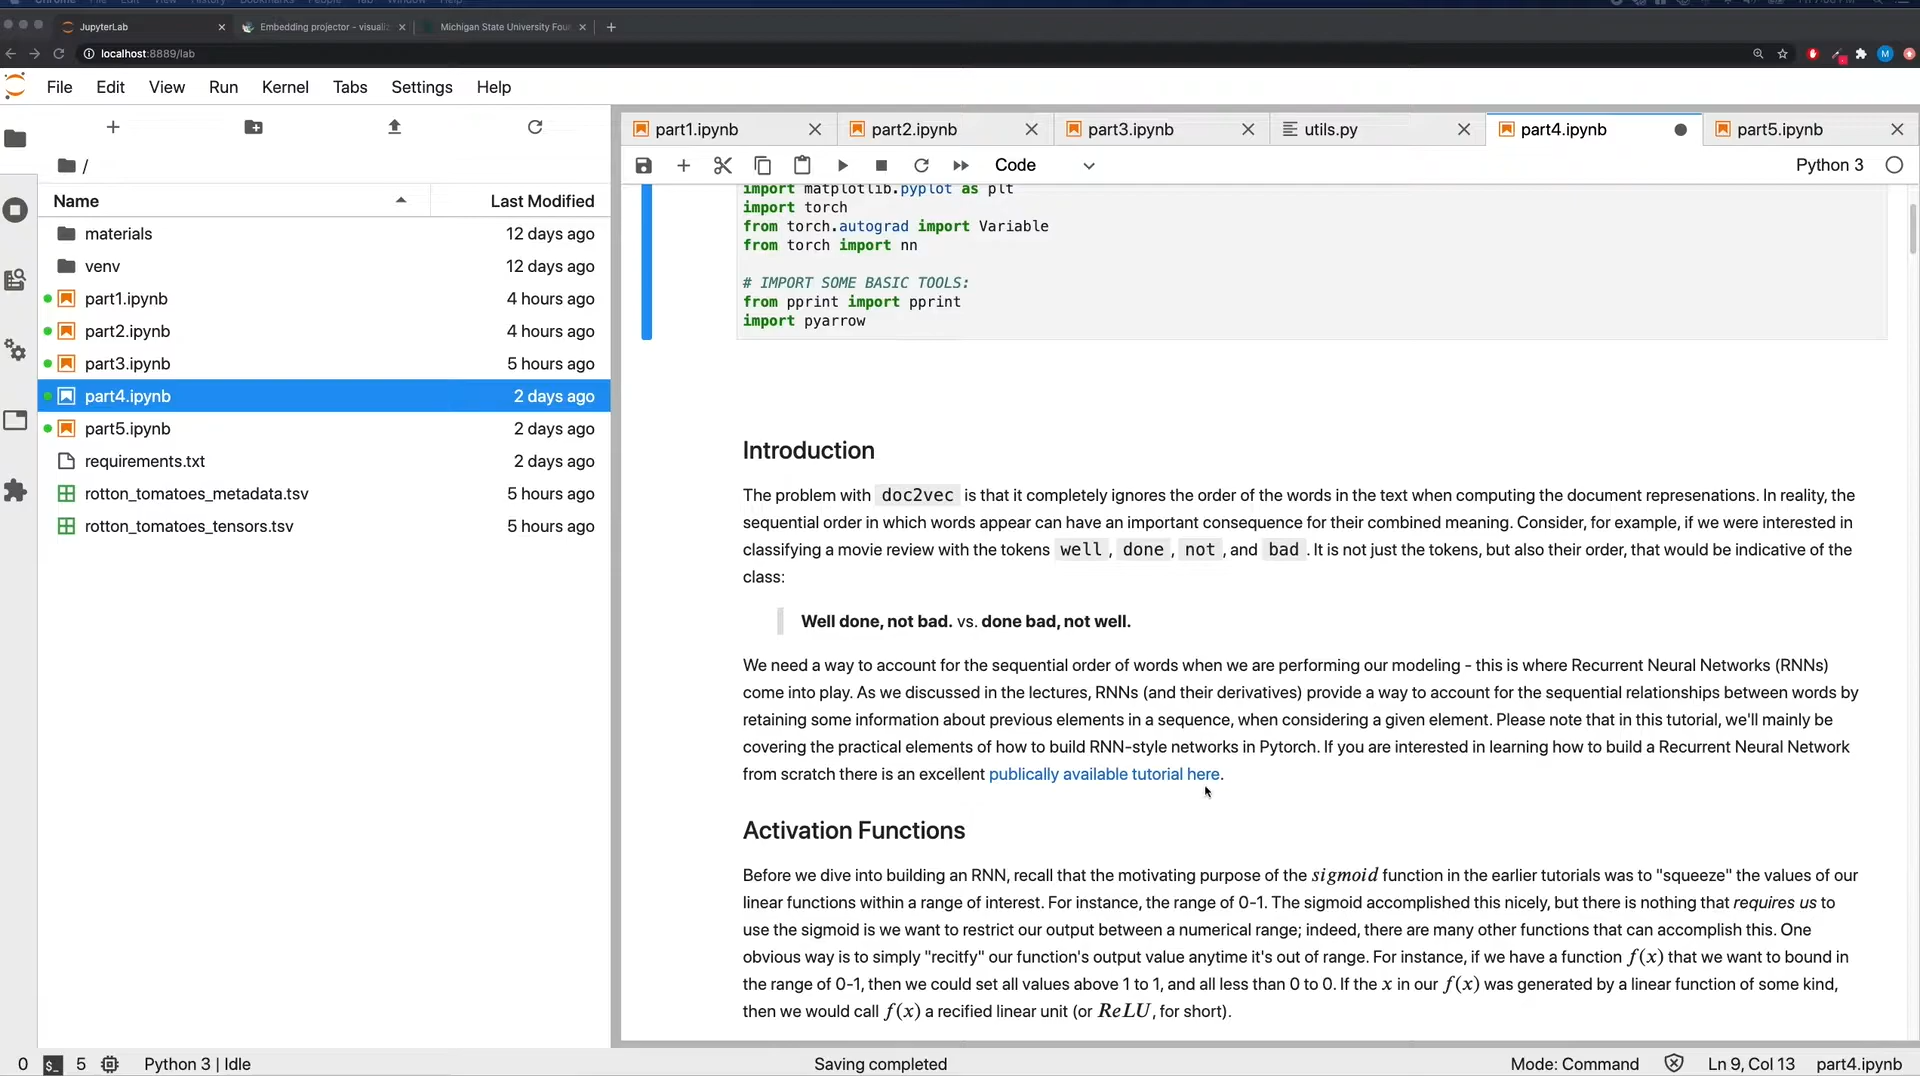 Chrome File Edit View History Bookmarks People Tab Window Help
JupyterLab
Embedding projector - visualiz
Michigan State University Foun
localhost:8889/lab
M
File Edit View Run Kernel Tabs Settings Help
/
Name Last Modified
materials 12 days ago
venv 12 days ago
part1.ipynb 4 hours ago
part2.ipynb 4 hours ago
part3.ipynb 5 hours ago
part4.ipynb 2 days ago
part5.ipynb 2 days ago
requirements.txt 2 days ago
rotton_tomatoes_metadata.tsv 5 hours ago
rotton_tomatoes_tensors.tsv 5 hours ago
part1.ipynb part2.ipynb part3.ipynb utils.py part4.ipynb part5.ipynb
Code Python 3
import matplotlib.pyplot as plt
import torch
from torch.autograd import Variable
from torch import nn
# IMPORT SOME BASIC TOOLS:
from pprint import pprint
import pyarrow
Introduction
The problem with doc2vec is that it completely ignores the order of the words in the text when computing the document represenations. In reality, the
sequential order in which words appear can have an important consequence for their combined meaning. Consider, for example, if we were interested in
classifying a movie review with the tokens well , done , not , and bad . It is not just the tokens, but also their order, that would be indicative of the
class:
Well done, not bad. vs. done bad, not well.
We need a way to account for the sequential order of words when we are performing our modeling - this is where Recurrent Neural Networks (RNNs)
come into play. As we discussed in the lectures, RNNs (and their derivatives) provide a way to account for the sequential relationships between words by
retaining some information about previous elements in a sequence, when considering a given element. Please note that in this tutorial, we'll mainly be
covering the practical elements of how to build RNN-style networks in Pytorch. If you are interested in learning how to build a Recurrent Neural Network
from scratch there is an excellent publically available tutorial here.
Activation Functions
Before we dive into building an RNN, recall that the motivating purpose of the sigmoid function in the earlier tutorials was to "squeeze" the values of our
linear functions within a range of interest. For instance, the range of 0-1. The sigmoid accomplished this nicely, but there is nothing that requires us to
use the sigmoid is we want to restrict our output between a numerical range; indeed, there are many other functions that can accomplish this. One
obvious way is to simply "recitfy" our function's output value anytime it's out of range. For instance, if we have a function f(x) that we want to bound in
the range of 0-1, then we could set all values above 1 to 1, and all less than 0 to 0. If the x in our f(x) was generated by a linear function of some kind,
then we would call f(x) a recified linear unit (or ReLU, for short).
0 5 Python 3 | Idle Saving completed Mode: Command Ln 9, Col 13 part4.ipynb